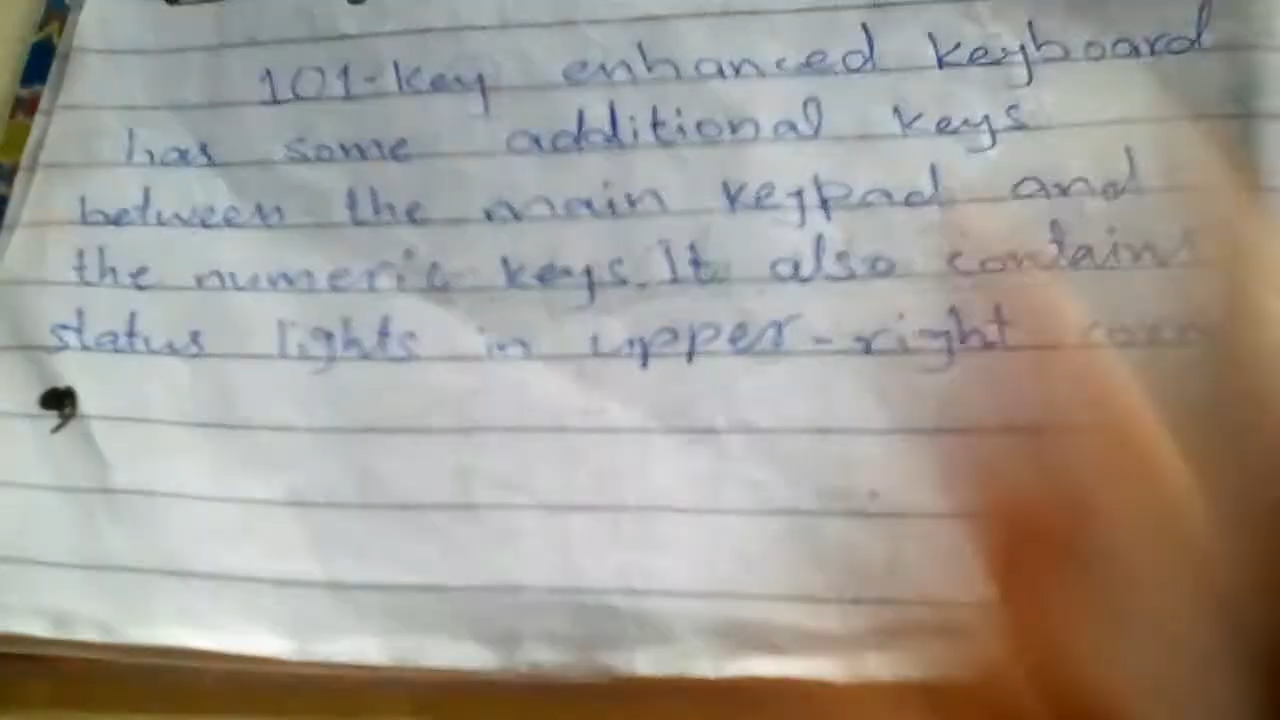 101-key enhanced keyboard
has some additional keys
between the main keypad and
the numeric keys. It also contains
status lights in upper-right